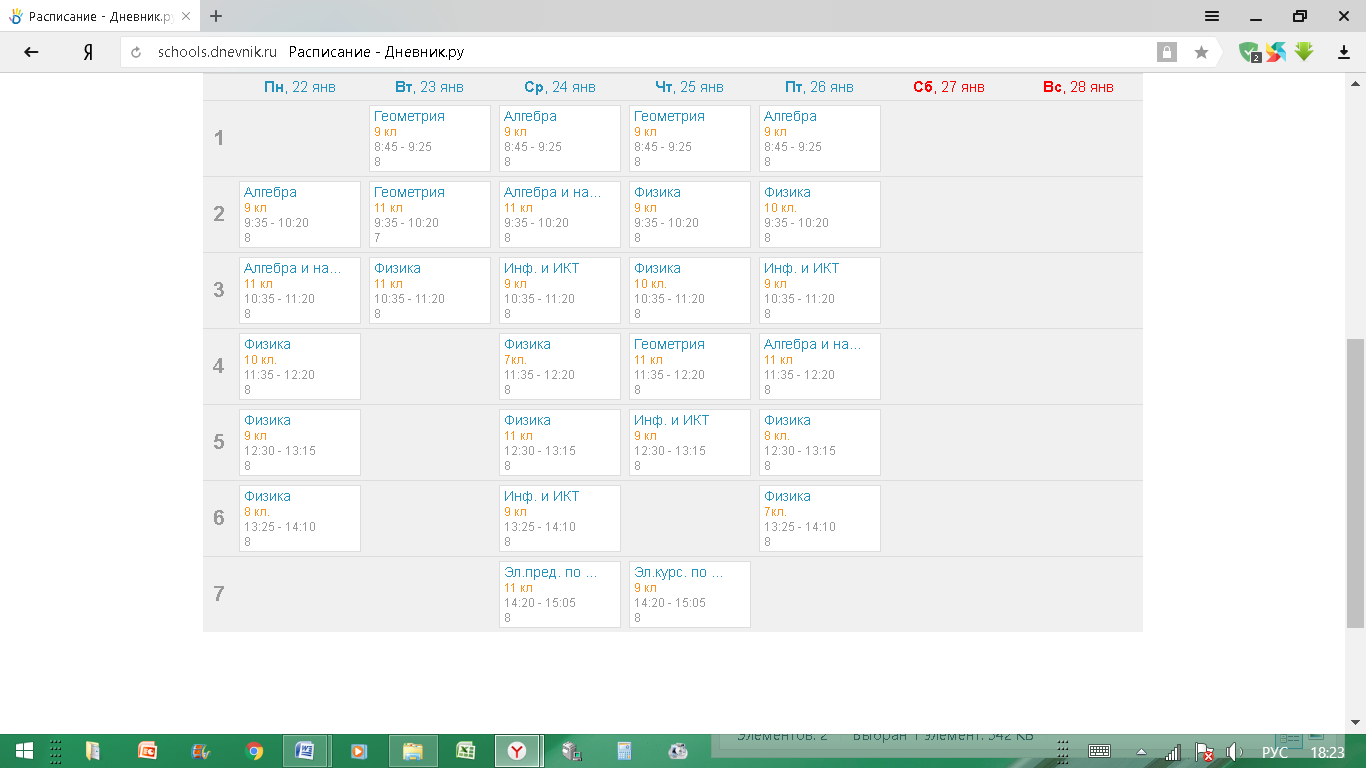 Расписание - Дневник.ру
schools.dnevnik.ru Расписание - Дневник.ру
2
Пн, 22 янв
Вт, 23 янв
Ср, 24 янв
Чт, 25 янв
Пт, 26 янв
Сб, 27 янв
Вс, 28 янв
1
Геометрия
9 кл
8:45 - 9:25
8
Алгебра
9 кл
8:45 - 9:25
8
Геометрия
9 кл
8:45 - 9:25
8
Алгебра
9 кл
8:45 - 9:25
8
2
Алгебра
9 кл
9:35 - 10:20
8
Геометрия
11 кл
9:35 - 10:20
7
Алгебра и на...
11 кл
9:35 - 10:20
8
Физика
9 кл
9:35 - 10:20
8
Физика
10 кл.
9:35 - 10:20
8
3
Алгебра и на...
11 кл
10:35 - 11:20
8
Физика
11 кл
10:35 - 11:20
8
Инф. и ИКТ
9 кл
10:35 - 11:20
8
Физика
10 кл.
10:35 - 11:20
8
Инф. и ИКТ
9 кл
10:35 - 11:20
8
4
Физика
10 кл.
11:35 - 12:20
8
Физика
7кл.
11:35 - 12:20
8
Геометрия
11 кл
11:35 - 12:20
8
Алгебра и на...
11 кл
11:35 - 12:20
8
5
Физика
9 кл
12:30 - 13:15
8
Физика
11 кл
12:30 - 13:15
8
Инф. и ИКТ
9 кл
12:30 - 13:15
8
Физика
8 кл.
12:30 - 13:15
8
6
Физика
8 кл.
13:25 - 14:10
8
Инф. и ИКТ
9 кл
13:25 - 14:10
8
Физика
7кл.
13:25 - 14:10
8
7
Эл.пред. по ...
11 кл
14:20 - 15:05
8
Эл.курс. по ...
9 кл
14:20 - 15:05
8
Элементов: 2 Выбран 1 элемент: 342 КБ
РУС 18:23